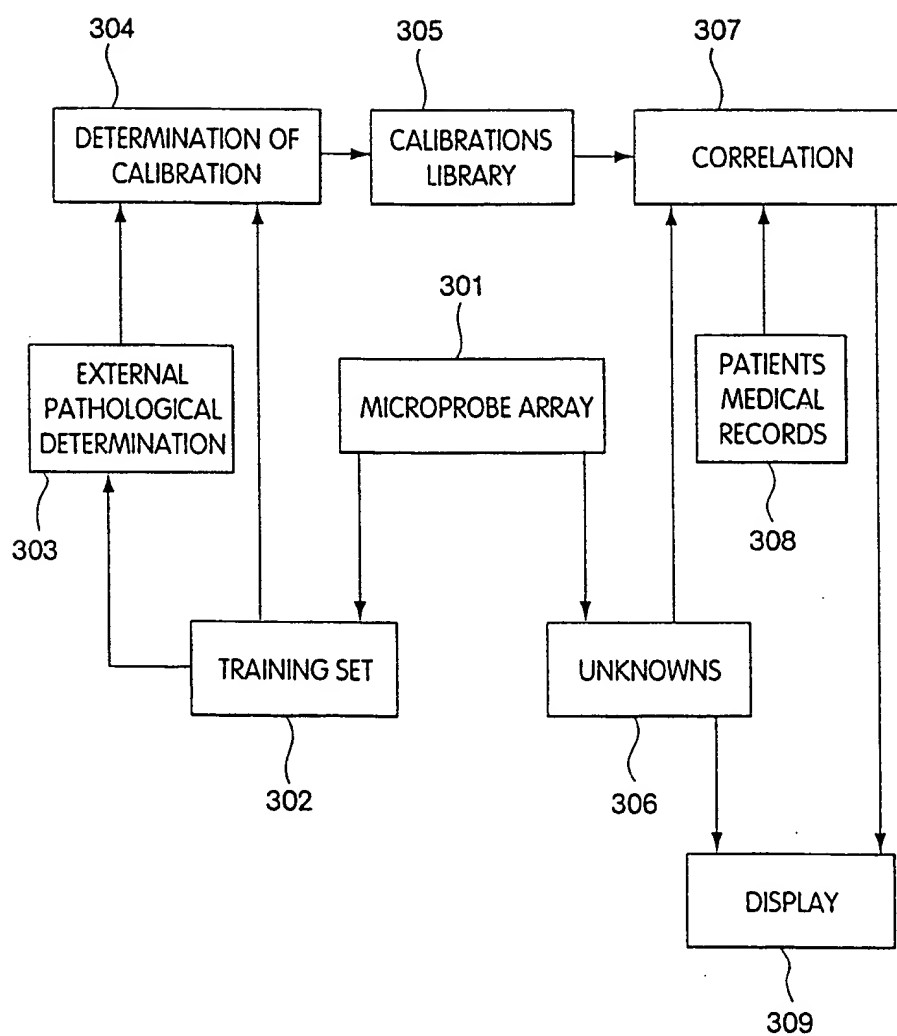 304
305
307
DETERMINATION OF
CALIBRATION
CALIBRATIONS
LIBRARY
CORRELATION
301
EXTERNAL
PATHOLOGICAL
DETERMINATION
MICROPROBE ARRAY
PATIENTS
MEDICAL
RECORDS
303
308
TRAINING SET
UNKNOWNS
302
306
DISPLAY
309